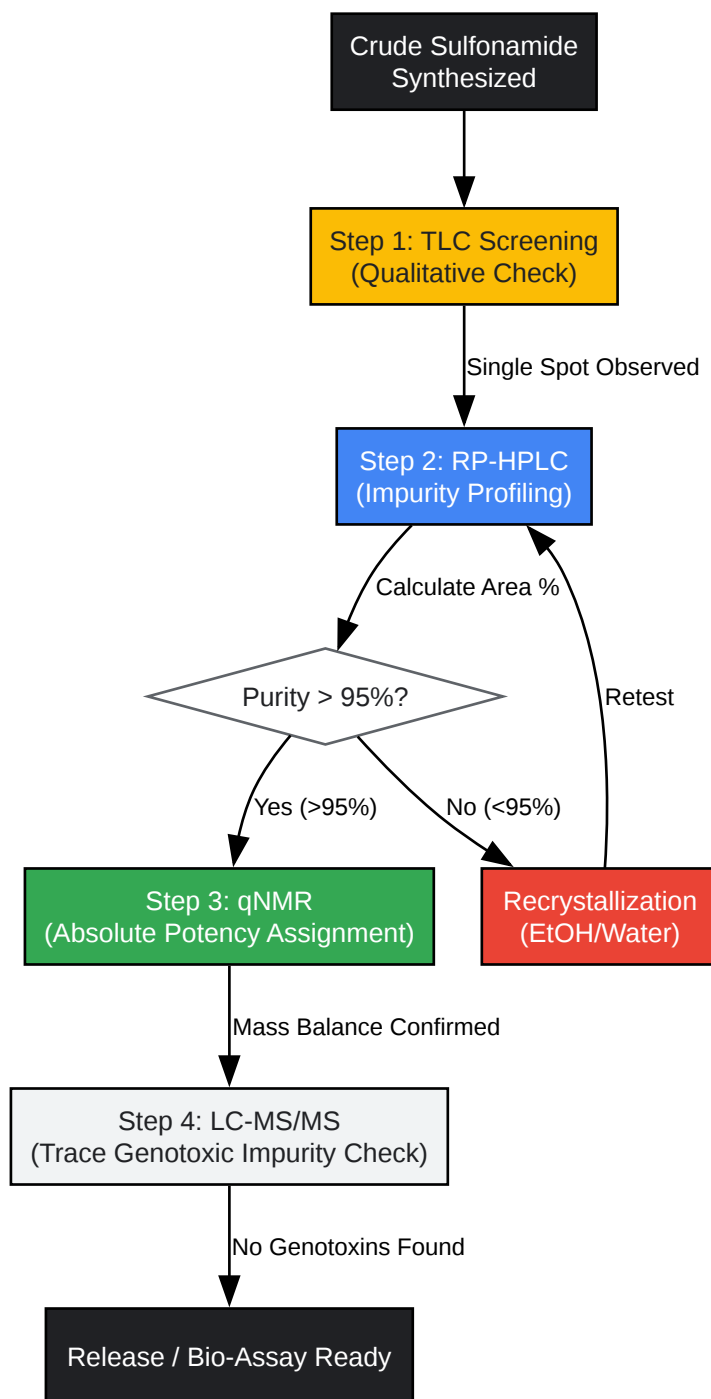 Crude Sulfonamide
Synthesized
Step 1: TLC Screening
(Qualitative Check)
Single Spot Observed
Step 2: RP-HPLC
(Impurity Profiling)
Calculate Area %
Purity > 95%?
Retest
Yes (>95%)
No (<95%)
Step 3: qNMR
(Absolute Potency Assignment)
Recrystallization
(EtOH/Water)
Mass Balance Confirmed
Step 4: LC-MS/MS
(Trace Genotoxic Impurity Check)
No Genotoxins Found
Release / Bio-Assay Ready